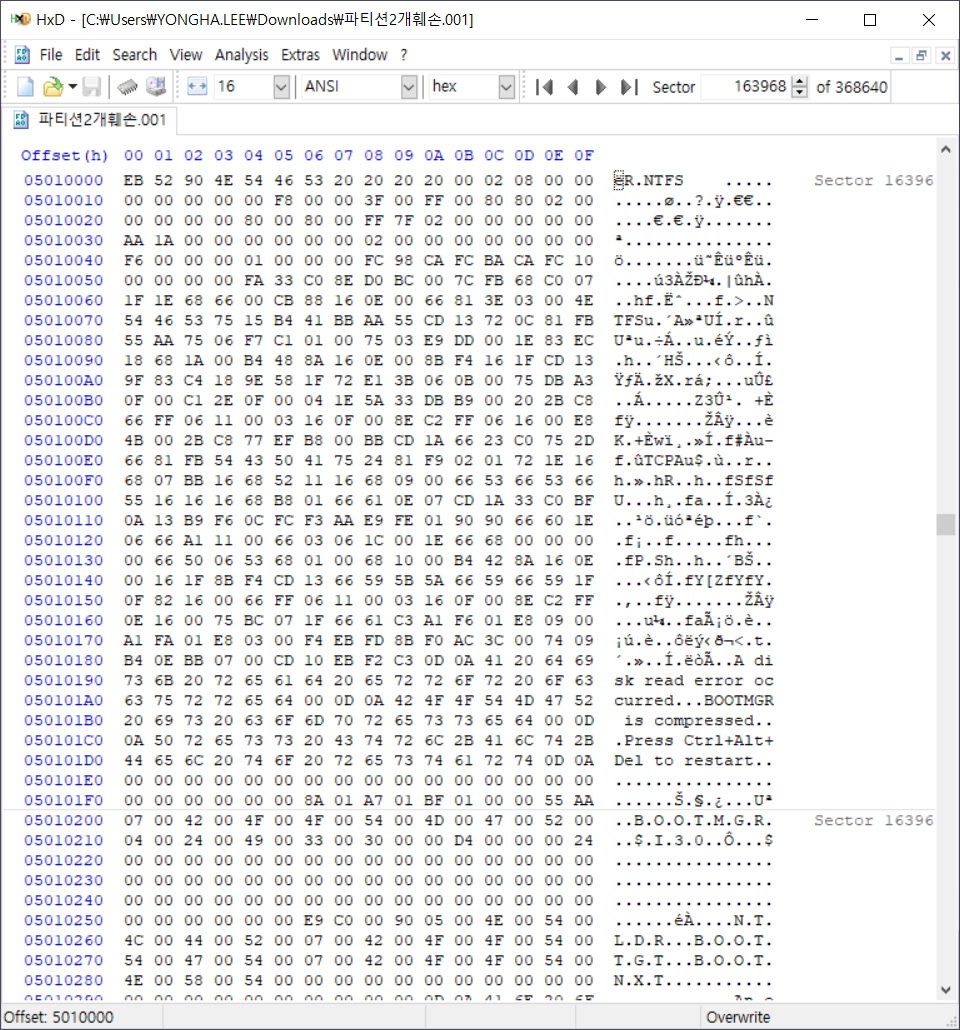 HxD - [C:₩Users₩YONGHA.LEE₩Downloads₩파티션2개훼손.001]
File Edit Search View Analysis Extras Window ?
16 ANSI hex Sector 163968 of 368640
파티션2개훼손.001
Offset(h) 00 01 02 03 04 05 06 07 08 09 0A 0B 0C 0D 0E 0F
05010000 EB 52 90 4E 54 46 53 20 20 20 20 00 02 08 00 00 ëR.NTFS    ..... Sector 16396
05010010 00 00 00 00 00 F8 00 00 3F 00 FF 00 80 80 02 00 .....ø..?.ÿ.€€..
05010020 00 00 00 00 80 00 80 00 FF 7F 02 00 00 00 00 00 ....€.€.ÿ.......
05010030 AA 1A 00 00 00 00 00 00 02 00 00 00 00 00 00 00 ª...............
05010040 F6 00 00 00 01 00 00 00 FC 98 CA FC BA CA FC 10 ö.......ü˜ÊüºÊü.
05010050 00 00 00 00 FA 33 C0 8E D0 BC 00 7C FB 68 C0 07 ....ú3ÀŽÐ¼.|ûhÀ.
05010060 1F 1E 68 66 00 CB 88 16 0E 00 66 81 3E 03 00 4E ..hf.Ëˆ...f.>..N
05010070 54 46 53 75 15 B4 41 BB AA 55 CD 13 72 0C 81 FB TFSu.´A»ªUÍ.r..û
05010080 55 AA 75 06 F7 C1 01 00 75 03 E9 DD 00 1E 83 EC Uªu.÷Á..u.éÝ..ƒì
05010090 18 68 1A 00 B4 48 8A 16 0E 00 8B F4 16 1F CD 13 .h..´HŠ...‹ô..Í.
050100A0 9F 83 C4 18 9E 58 1F 72 E1 3B 06 0B 00 75 DB A3 ŸƒÄ.žX.rá;...uÛ£
050100B0 0F 00 C1 2E 0F 00 04 1E 5A 33 DB B9 00 20 2B C8 ..Á.....Z3Û¹. +È
050100C0 66 FF 06 11 00 03 16 0F 00 8E C2 FF 06 16 00 E8 fÿ.......ŽÂÿ...è
050100D0 4B 00 2B C8 77 EF B8 00 BB CD 1A 66 23 C0 75 2D K.+Èwï¸.»Í.f#Àu-
050100E0 66 81 FB 54 43 50 41 75 24 81 F9 02 01 72 1E 16 f.ûTCPAu$.ù..r..
050100F0 68 07 BB 16 68 52 11 16 68 09 00 66 53 66 53 66 h.».hR..h..fSfSf
05010100 55 16 16 16 68 B8 01 66 61 0E 07 CD 1A 33 C0 BF U...h¸.fa..Í.3À¿
05010110 0A 13 B9 F6 0C FC F3 AA E9 FE 01 90 90 66 60 1E ..¹ö.üóªéþ...f`.
05010120 06 66 A1 11 00 66 03 06 1C 00 1E 66 68 00 00 00 .f¡..f.....fh...
05010130 00 66 50 06 53 68 01 00 68 10 00 B4 42 8A 16 0E .fP.Sh..h..´BŠ..
05010140 00 16 1F 8B F4 CD 13 66 59 5B 5A 66 59 66 59 1F ...‹ôÍ.fY[ZfYfY.
05010150 0F 82 16 00 66 FF 06 11 00 03 16 0F 00 8E C2 FF .‚..fÿ.......ŽÂÿ
05010160 0E 16 00 75 BC 07 1F 66 61 C3 A1 F6 01 E8 09 00 ...u¼..faÃ¡ö.è..
05010170 A1 FA 01 E8 03 00 F4 EB FD 8B F0 AC 3C 00 74 09 ¡ú.è..ôëý‹ð¬<.t.
05010180 B4 0E BB 07 00 CD 10 EB F2 C3 0D 0A 41 20 64 69 ´.»..Í.ëòÃ..A di
05010190 73 6B 20 72 65 61 64 20 65 72 72 6F 72 20 6F 63 sk read error oc
050101A0 63 75 72 72 65 64 00 0D 0A 42 4F 4F 54 4D 47 52 curred...BOOTMGR
050101B0 20 69 73 20 63 6F 6D 70 72 65 73 73 65 64 00 0D  is compressed..
050101C0 0A 50 72 65 73 73 20 43 74 72 6C 2B 41 6C 74 2B .Press Ctrl+Alt+
050101D0 44 65 6C 20 74 6F 20 72 65 73 74 61 72 74 0D 0A Del to restart..
050101E0 00 00 00 00 00 00 00 00 00 00 00 00 00 00 00 00 ................
050101F0 00 00 00 00 00 00 8A 01 A7 01 BF 01 00 00 55 AA ......Š.§.¿...Uª
05010200 07 00 42 00 4F 00 4F 00 54 00 4D 00 47 00 52 00 ..B.O.O.T.M.G.R. Sector 16396
05010210 04 00 24 00 49 00 33 00 30 00 00 D4 00 00 00 24 ..$.I.3.0..Ô...$
05010220 00 00 00 00 00 00 00 00 00 00 00 00 00 00 00 00 ................
05010230 00 00 00 00 00 00 00 00 00 00 00 00 00 00 00 00 ................
05010240 00 00 00 00 00 00 00 00 00 00 00 00 00 00 00 00 ................
05010250 00 00 00 00 00 00 E9 C0 00 90 05 00 4E 00 54 00 ......éÀ....N.T.
05010260 4C 00 44 00 52 00 07 00 42 00 4F 00 4F 00 54 00 L.D.R...B.O.O.T.
05010270 54 00 47 00 54 00 07 00 42 00 4F 00 4F 00 54 00 T.G.T...B.O.O.T.
05010280 4E 00 58 00 54 00 00 00 00 00 00 00 00 00 00 00 N.X.T...........
Offset: 5010000 Overwrite